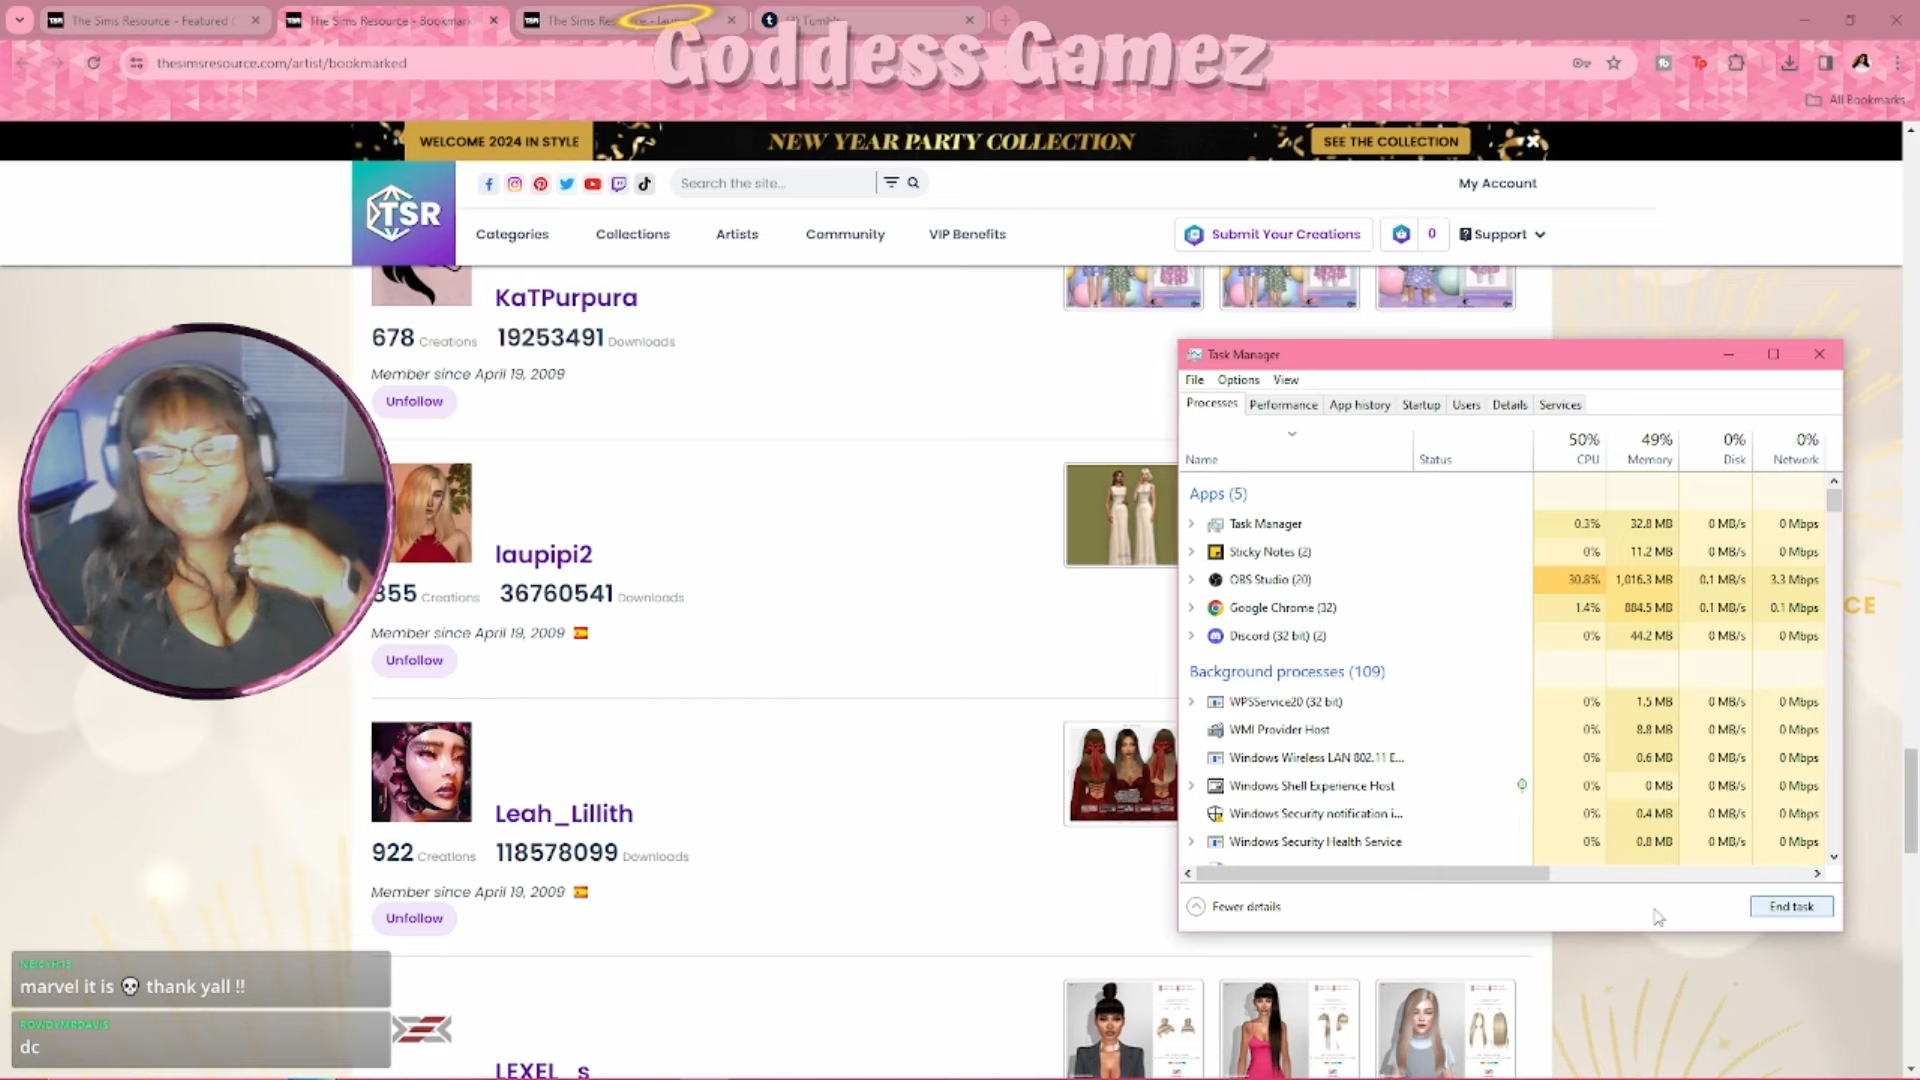 The Sims Resource - Featured
The Sims Resource - Bookmark
The Sims Res
Goddess Gamez
thesimsresource.com/artist/bookmarked
Tp
All Bookmarks
WELCOME 2024 IN STYLE
NEW YEAR PARTY COLLECTION
SEE THE COLLECTION
TSR
Search the site...
My Account
Categories
Collections
Artists
Community
VIP Benefits
Submit Your Creations
0
Support
KaTPurpura
678 Creations 19253491 Downloads
Member since April 19, 2009
Unfollow
laupipi2
355 Creations 36760541 Downloads
Member since April 19, 2009
Unfollow
Leah_Lillith
922 Creations 118578099 Downloads
Member since April 19, 2009
Unfollow
LEXEL_s
CE
Task Manager
File Options View
Processes Performance App history Startup Users Details Services
50% 49% 0% 0%
Name Status CPU Memory Disk Network
Apps (5)
Task Manager 0.3% 32.8 MB 0 MB/s 0 Mbps
Sticky Notes (2) 0% 11.2 MB 0 MB/s 0 Mbps
OBS Studio (20) 30.8% 1,016.3 MB 0.1 MB/s 3.3 Mbps
Google Chrome (32) 1.4% 884.5 MB 0.1 MB/s 0.1 Mbps
Discord (32 bit) (2) 0% 44.2 MB 0 MB/s 0 Mbps
Background processes (109)
WPSService20 (32 bit) 0% 1.5 MB 0 MB/s 0 Mbps
WMI Provider Host 0% 8.8 MB 0 MB/s 0 Mbps
Windows Wireless LAN 802.11 E... 0% 0.6 MB 0 MB/s 0 Mbps
Windows Shell Experience Host 0% 0 MB 0 MB/s 0 Mbps
Windows Security notification i... 0% 0.4 MB 0 MB/s 0 Mbps
Windows Security Health Service 0% 0.8 MB 0 MB/s 0 Mbps
Fewer details
End task
marvel it is 💀 thank yall !!
ROWDYMRDAVIS
dc